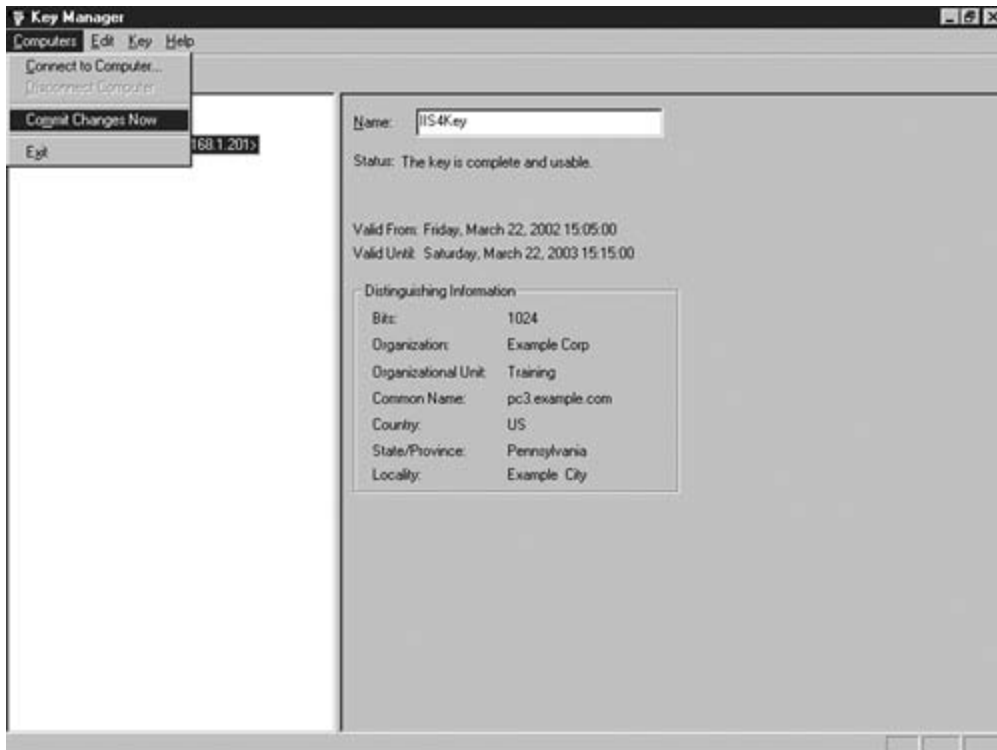 Key Manager
Computers Edit Key Help
Connect to Computer...
Disconnect Computer
Commit Changes Now
Exit
168.1.201>
Name: IIS4Key
Status: The key is complete and usable.
Valid From: Friday, March 22, 2002 15:05:00
Valid Until: Saturday, March 22, 2003 15:15:00
Distinguishing Information
Bits: 1024
Organization: Example Corp
Organizational Unit: Training
Common Name: pc3.example.com
Country: US
State/Province: Pennsylvania
Locality: Example City